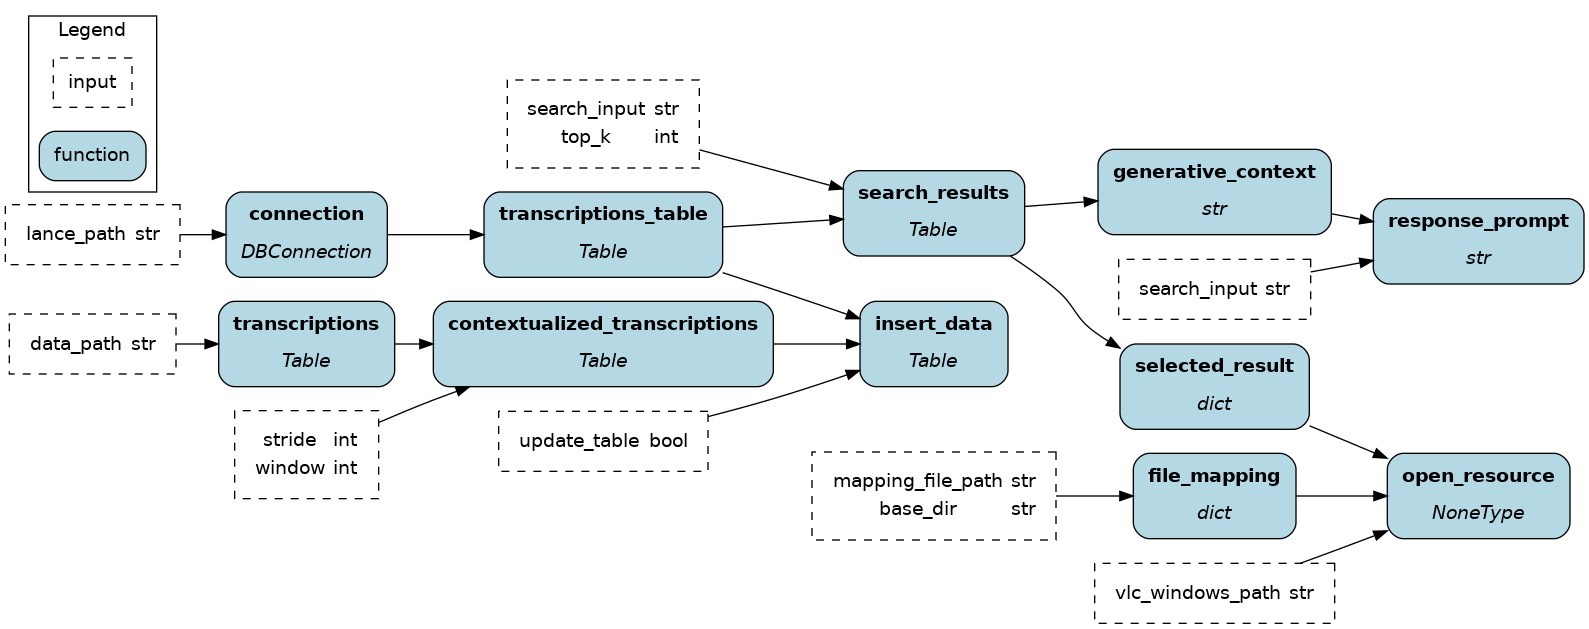 Legend
input
function
lance_path str
data_path str
connection
DBConnection
transcriptions
Table
stride int
window int
search_input str
top_k int
transcriptions_table
Table
contextualized_transcriptions
Table
update_table bool
search_results
Table
insert_data
Table
mapping_file_path str
base_dir str
generative_context
str
search_input str
selected_result
dict
file_mapping
dict
vlc_windows_path str
response_prompt
str
open_resource
NoneType